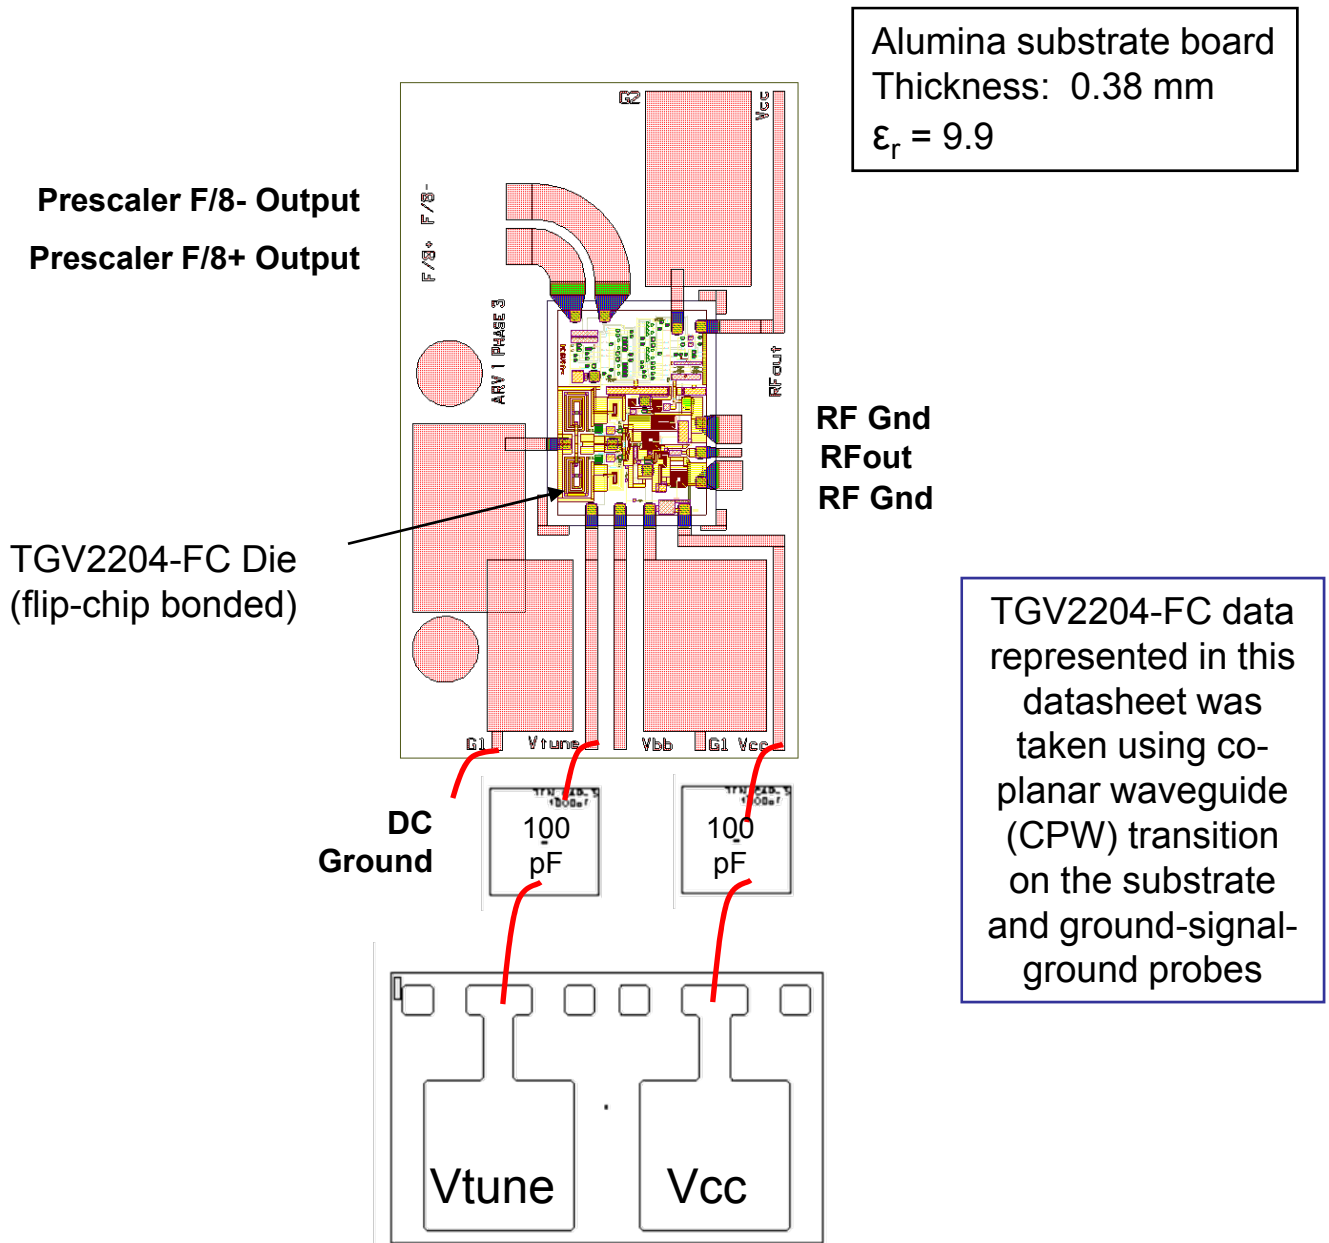 Alumina substrate board
Thickness: 0.38 mm
εr = 9.9
G2
Vcc
Prescaler F/8- Output
Prescaler F/8+ Output
F/8-
F/8+
ARV 1 PHASE 3
RFout
RF Gnd
RFout
RF Gnd
TGV2204-FC Die
(flip-chip bonded)
TGV2204-FC data
represented in this
datasheet was
taken using co-
planar waveguide
(CPW) transition
on the substrate
and ground-signal-
ground probes
G1
Vtune
Vbb
G1
Vcc
DC
Ground
100
pF
100
pF
Vtune
Vcc